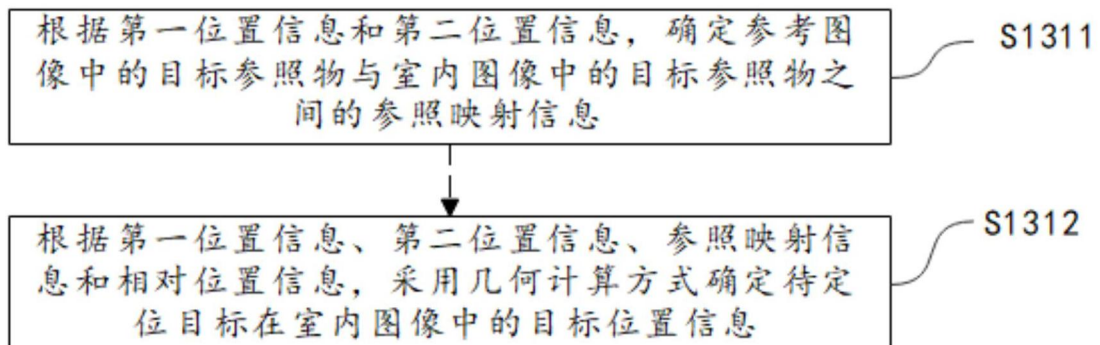 根据第一位置信息和第二位置信息，确定参考图
像中的目标参照物与室内图像中的目标参照物之
间的参照映射信息
S1311
根据第一位置信息、第二位置信息、参照映射信
息和相对位置信息，采用几何计算方式确定待定
位目标在室内图像中的目标位置信息
S1312